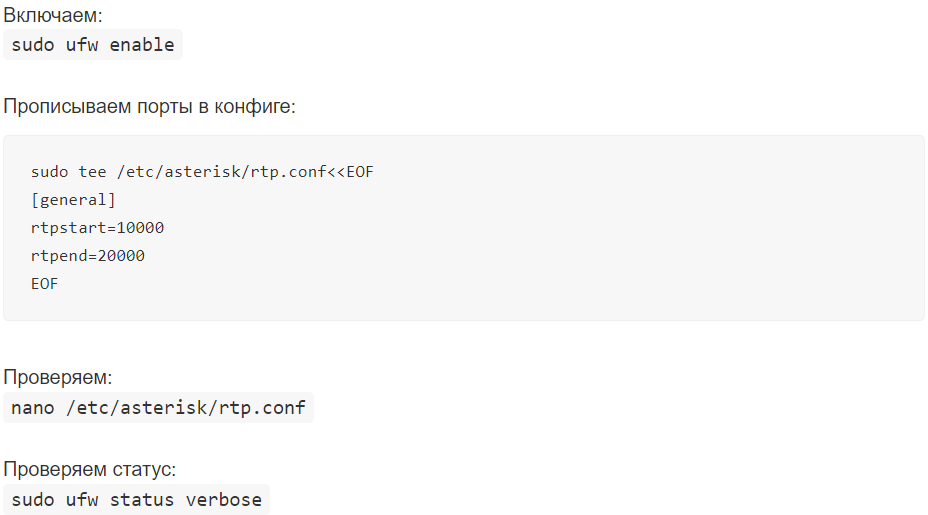 Включаем:
sudo ufw enable
Прописываем порты в конфиге:
sudo tee /etc/asterisk/rtp.conf<<EOF
[general]
rtpstart=10000
rtpend=20000
EOF
Проверяем:
nano /etc/asterisk/rtp.conf
Проверяем статус:
sudo ufw status verbose